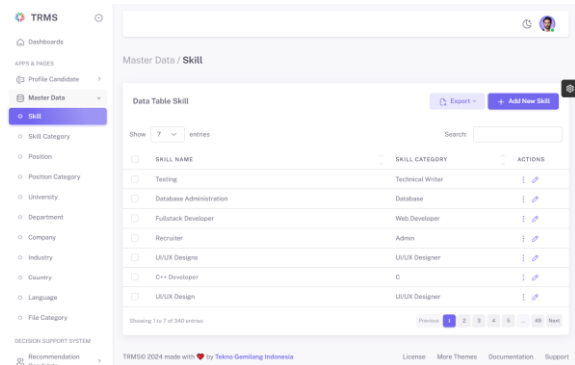 TRMS
Dashboards
APPS & PAGES
Profile Candidate
Master Data
Skill
Skill Category
Position
Position Category
University
Department
Company
Industry
Country
Language
File Category
DECISION SUPPORT SYSTEM
Recommendation
Master Data / Skill
Data Table Skill
Export
+ Add New Skill
Show 7 entries
Search:
SKILL NAME SKILL CATEGORY ACTIONS
Testing Technical Writer
Database Administration Database
Fullstack Developer Web Developer
Recruiter Admin
UI/UX Designs UI/UX Designer
C++ Developer C
UI/UX Design UI/UX Designer
Showing 1 to 7 of 340 entries
Previous 1 2 3 4 5 ... 49 Next
TRMS© 2024 made with ❤ by Tekno Gemilang Indonesia
License More Themes Documentation Support